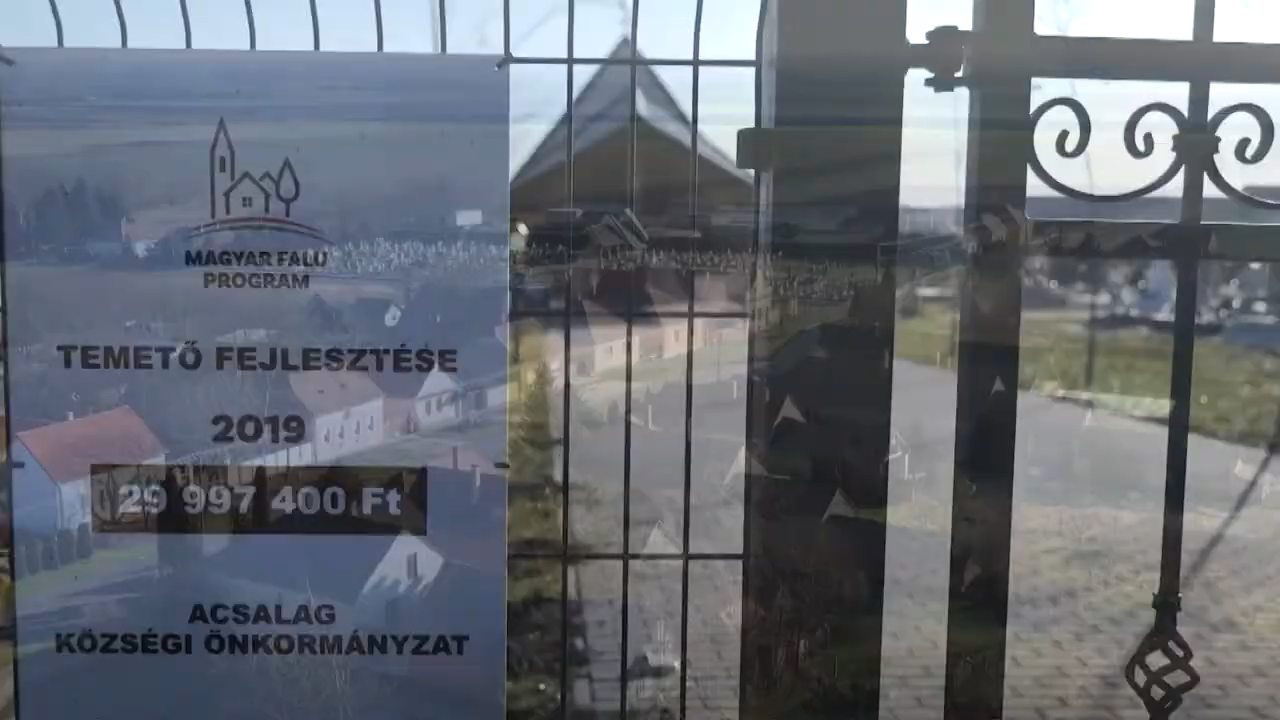 MAGYAR FALU
PROGRAM
TEMETŐ FEJLESZTÉSE
2019
29 997 400 Ft
ACSALAG
KÖZSÉGI ÖNKORMÁNYZAT